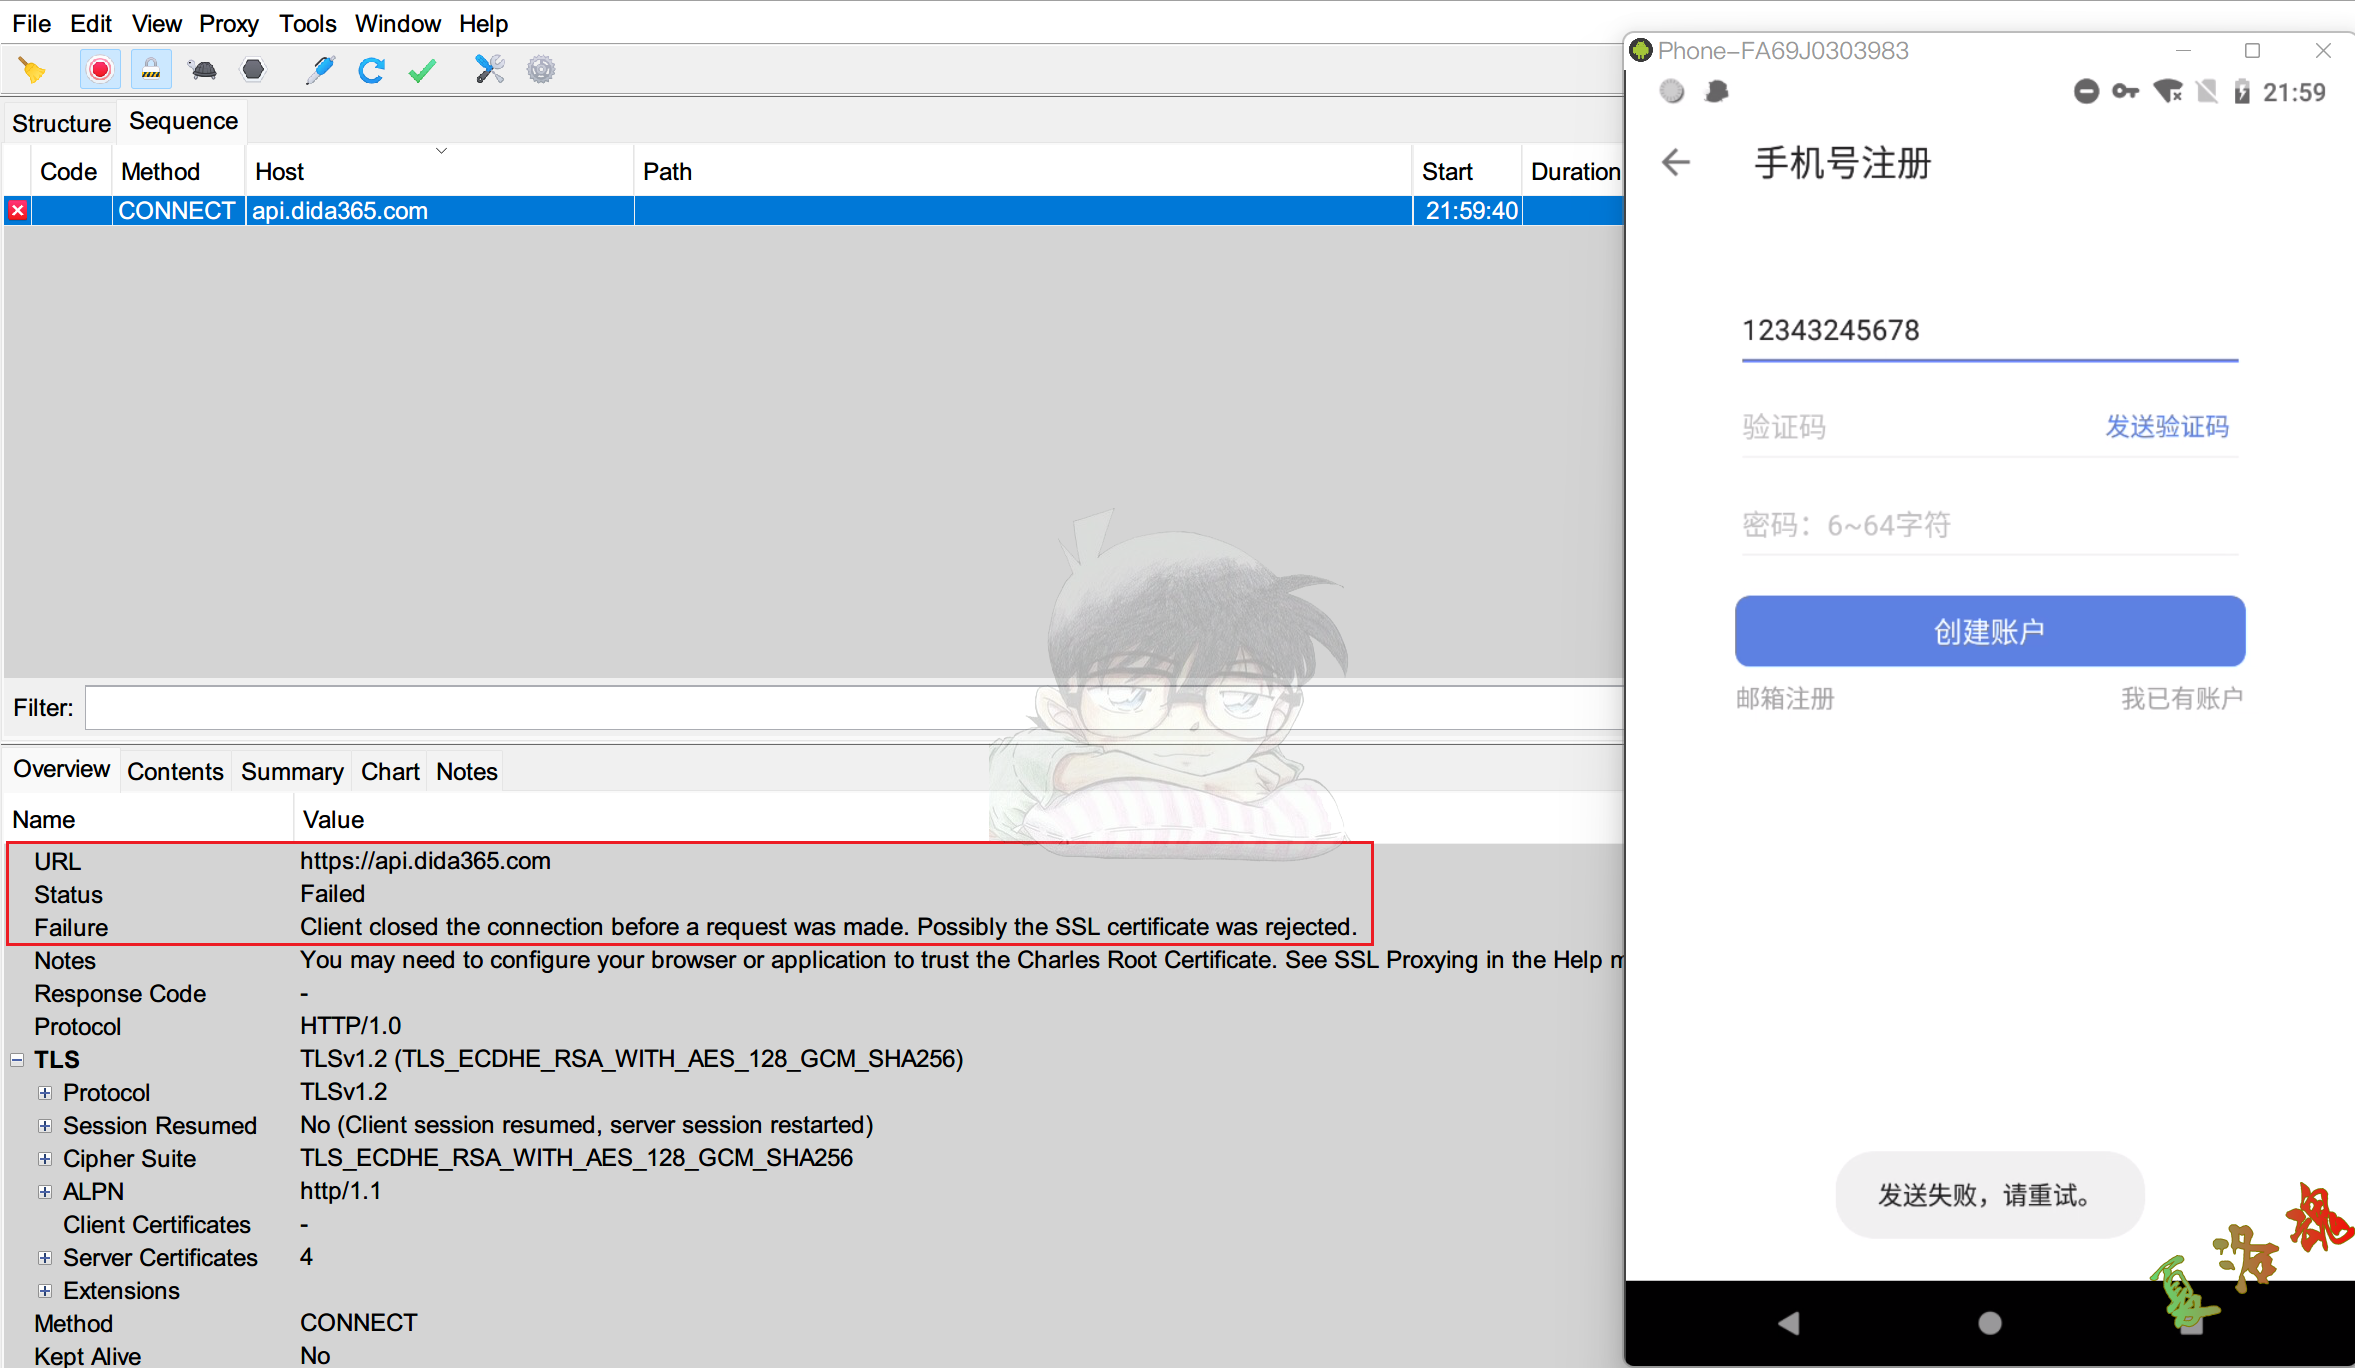 File Edit View Proxy Tools Window Help
Structure Sequence
Code Method Host Path Start Duration
CONNECT api.dida365.com 21:59:40
Filter:
Overview Contents Summary Chart Notes
Name Value
URL https://api.dida365.com
Status Failed
Failure Client closed the connection before a request was made. Possibly the SSL certificate was rejected.
Notes You may need to configure your browser or application to trust the Charles Root Certificate. See SSL Proxying in the Help m
Response Code -
Protocol HTTP/1.0
TLS TLSv1.2 (TLS_ECDHE_RSA_WITH_AES_128_GCM_SHA256)
Protocol TLSv1.2
Session Resumed No (Client session resumed, server session restarted)
Cipher Suite TLS_ECDHE_RSA_WITH_AES_128_GCM_SHA256
ALPN http/1.1
Client Certificates -
Server Certificates 4
Extensions
Method CONNECT
Kept Alive No
Phone-FA69J0303983
21:59
手机号注册
12343245678
验证码 发送验证码
密码：6~64字符
创建账户
邮箱注册 我已有账户
发送失败，请重试。